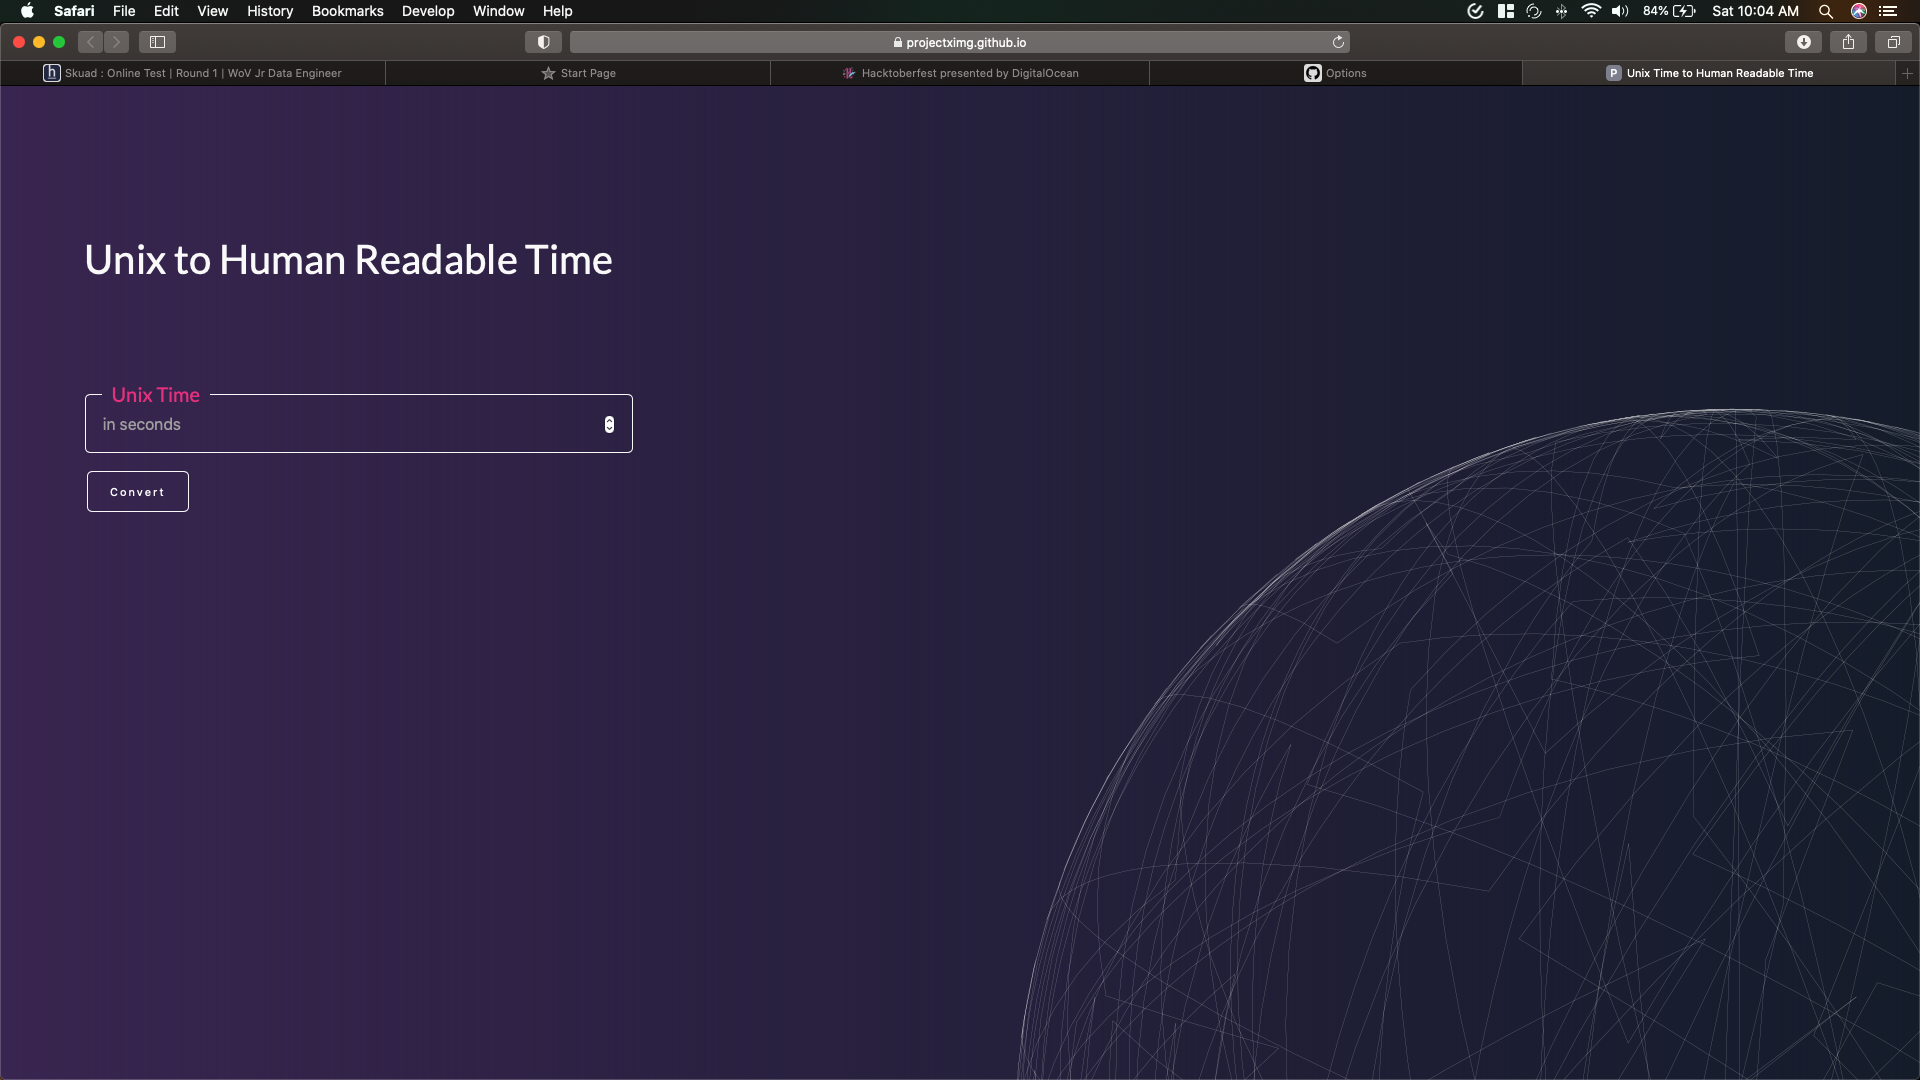 Safari File Edit View History Bookmarks Develop Window Help 84% Sat 10:04 AM
projectximg.github.io
h Skuad : Online Test | Round 1 | WoV Jr Data Engineer Start Page Hacktoberfest presented by DigitalOcean Options P Unix Time to Human Readable Time
Unix to Human Readable Time
Unix Time
in seconds
Convert